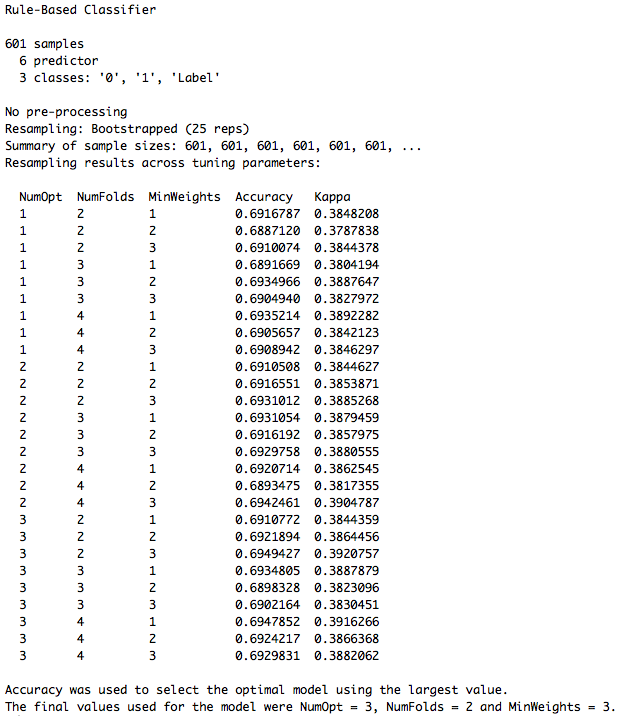 Rule-Based Classifier
601 samples
6 predictor
3 classes: '0', '1', 'Label'
No pre-processing
Resampling: Bootstrapped (25 reps)
Summary of sample sizes: 601, 601, 601, 601, 601, 601, ...
Resampling results across tuning parameters:
NumOpt NumFolds MinWeights Accuracy Kappa
1 2 1 0.6916787 0.3848208
1 2 2 0.6887120 0.3787838
1 2 3 0.6910074 0.3844378
1 3 1 0.6891669 0.3804194
1 3 2 0.6934966 0.3887647
1 3 3 0.6904940 0.3827972
1 4 1 0.6935214 0.3892282
1 4 2 0.6905657 0.3842123
1 4 3 0.6908942 0.3846297
2 2 1 0.6910508 0.3844627
2 2 2 0.6916551 0.3853871
2 2 3 0.6931012 0.3885268
2 3 1 0.6931054 0.3879459
2 3 2 0.6916192 0.3857975
2 3 3 0.6929758 0.3880555
2 4 1 0.6920714 0.3862545
2 4 2 0.6893475 0.3817355
2 4 3 0.6942461 0.3904787
3 2 1 0.6910772 0.3844359
3 2 2 0.6921894 0.3864456
3 2 3 0.6949427 0.3920757
3 3 1 0.6934805 0.3887879
3 3 2 0.6898328 0.3823096
3 3 3 0.6902164 0.3830451
3 4 1 0.6947852 0.3916266
3 4 2 0.6924217 0.3866368
3 4 3 0.6929831 0.3882062
Accuracy was used to select the optimal model using the largest value.
The final values used for the model were NumOpt = 3, NumFolds = 2 and MinWeights = 3.